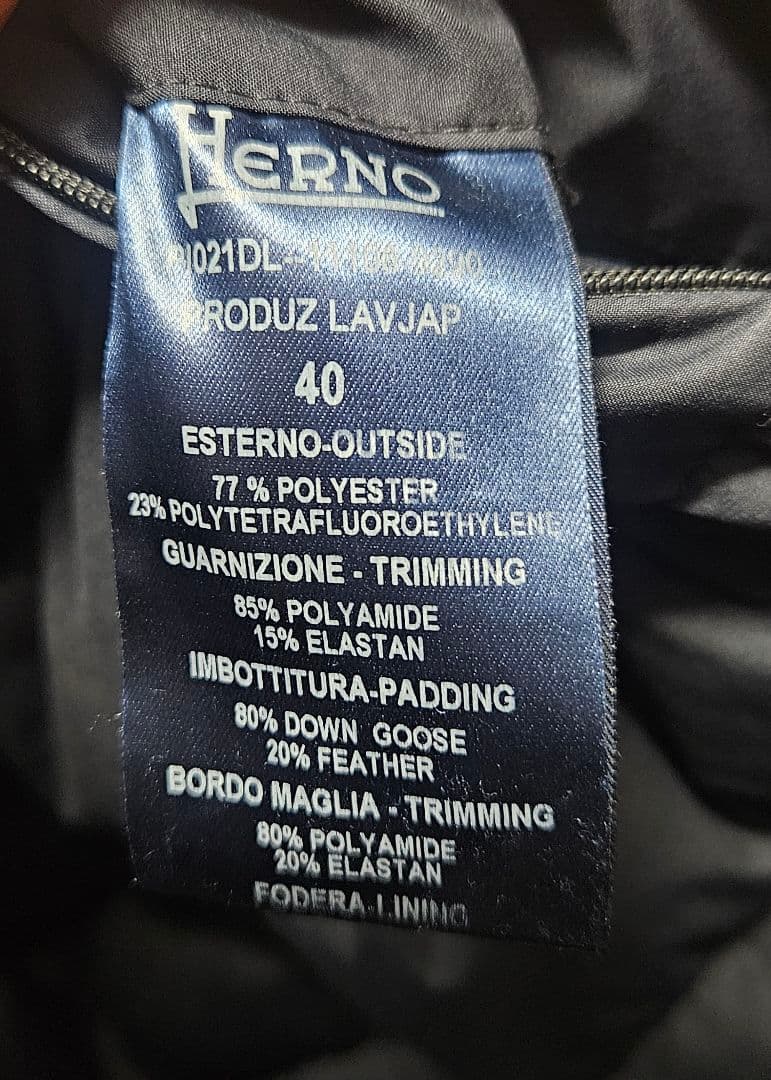 HERNO
PRODUZ LAVJAP
40
ESTERNO-OUTSIDE
77 % POLYESTER
23% POLYTETRAFLUOROETHYLENE
GUARNIZIONE - TRIMMING
85% POLYAMIDE
15% ELASTAN
IMBOTTITURA-PADDING
80% DOWN GOOSE
20% FEATHER
BORDO MAGLIA - TRIMMING
80% POLYAMIDE
20% ELASTAN
FODERA-LINING